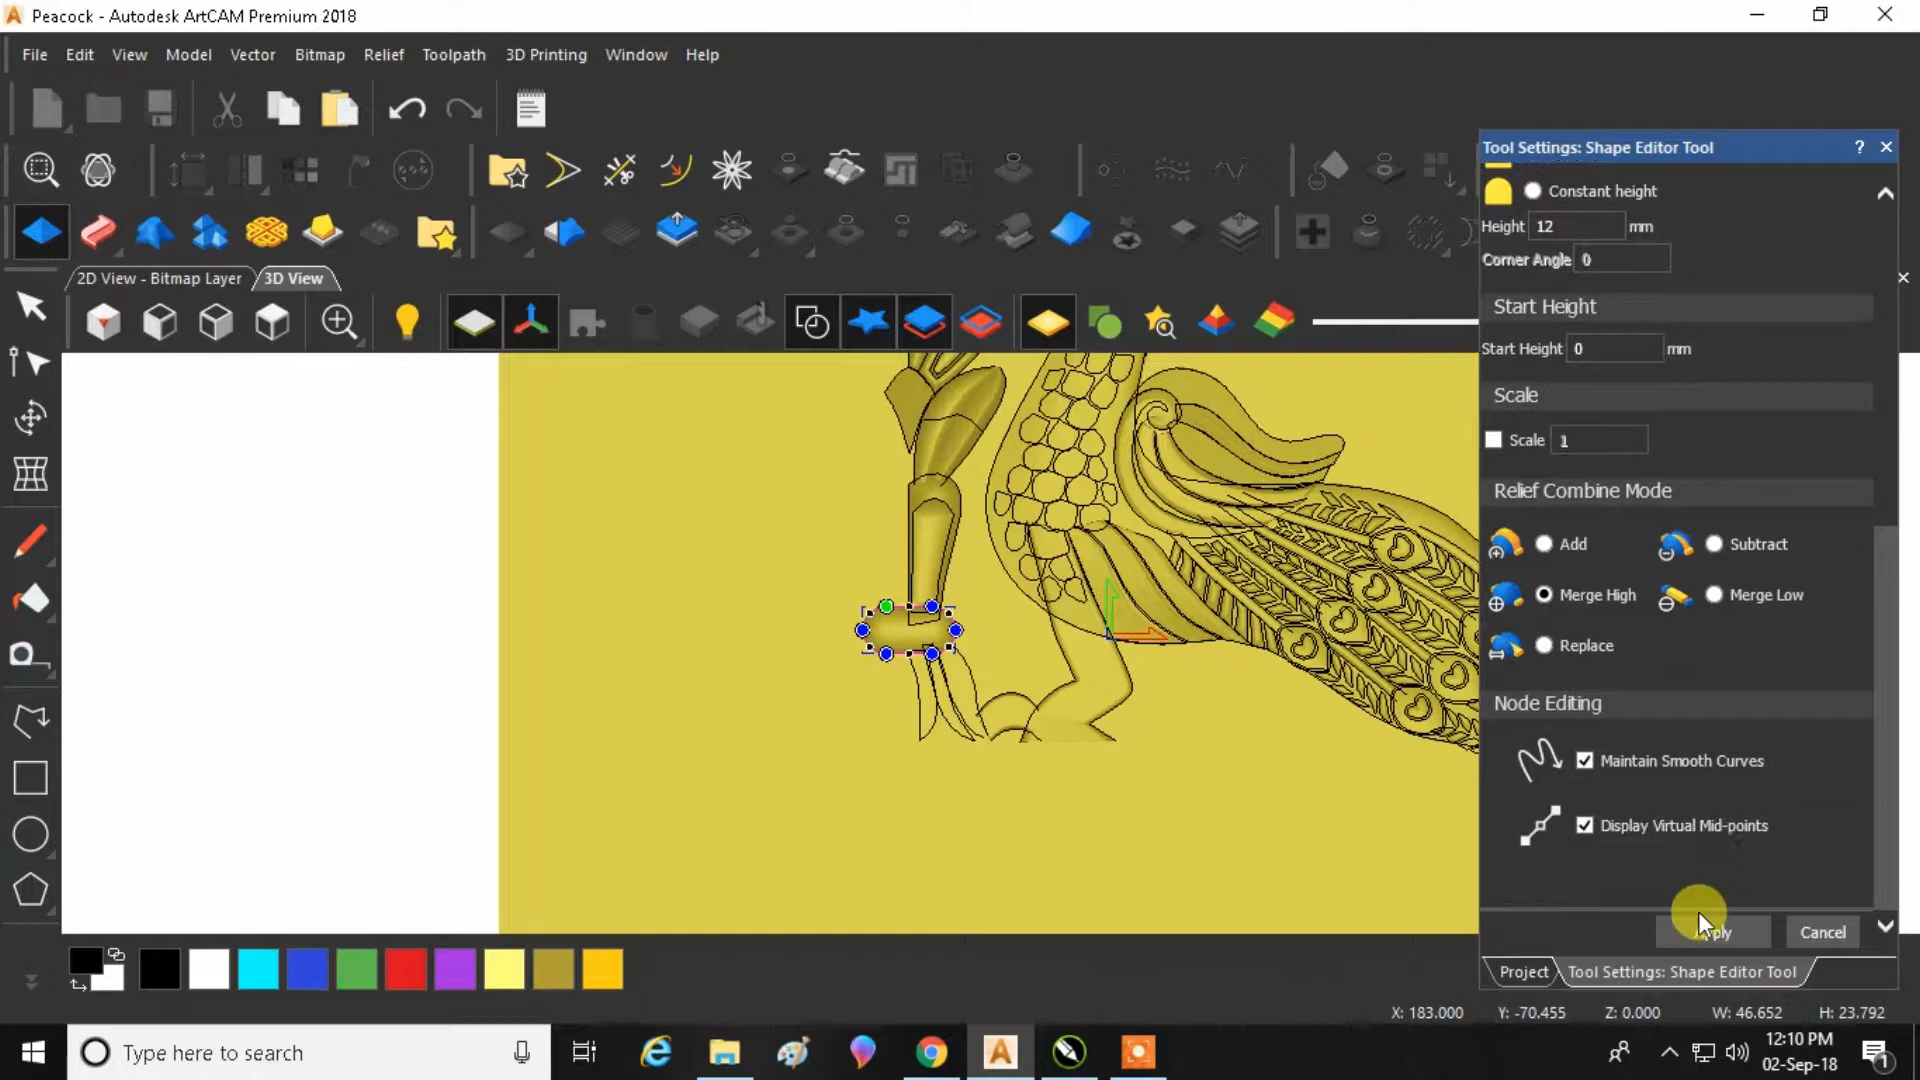 Peacock - Autodesk ArtCAM Premium 2018
File Edit View Model Vector Bitmap Relief Toolpath 3D Printing Window Help
Tool Settings: Shape Editor Tool ?
Constant height
Height 12 mm
Corner Angle 0
2D View - Bitmap Layer 3D View
Start Height
Start Height 0 mm
Scale
Scale 1
Relief Combine Mode
Add Subtract
Merge High Merge Low
Replace
Node Editing
Maintain Smooth Curves
Display Virtual Mid-points
Cancel
Project Tool Settings: Shape Editor Tool
X: 183.000 Y: -70.455 Z: 0.000 W: 46.652 H: 23.792
Type here to search
12:10 PM
02-Sep-18
1